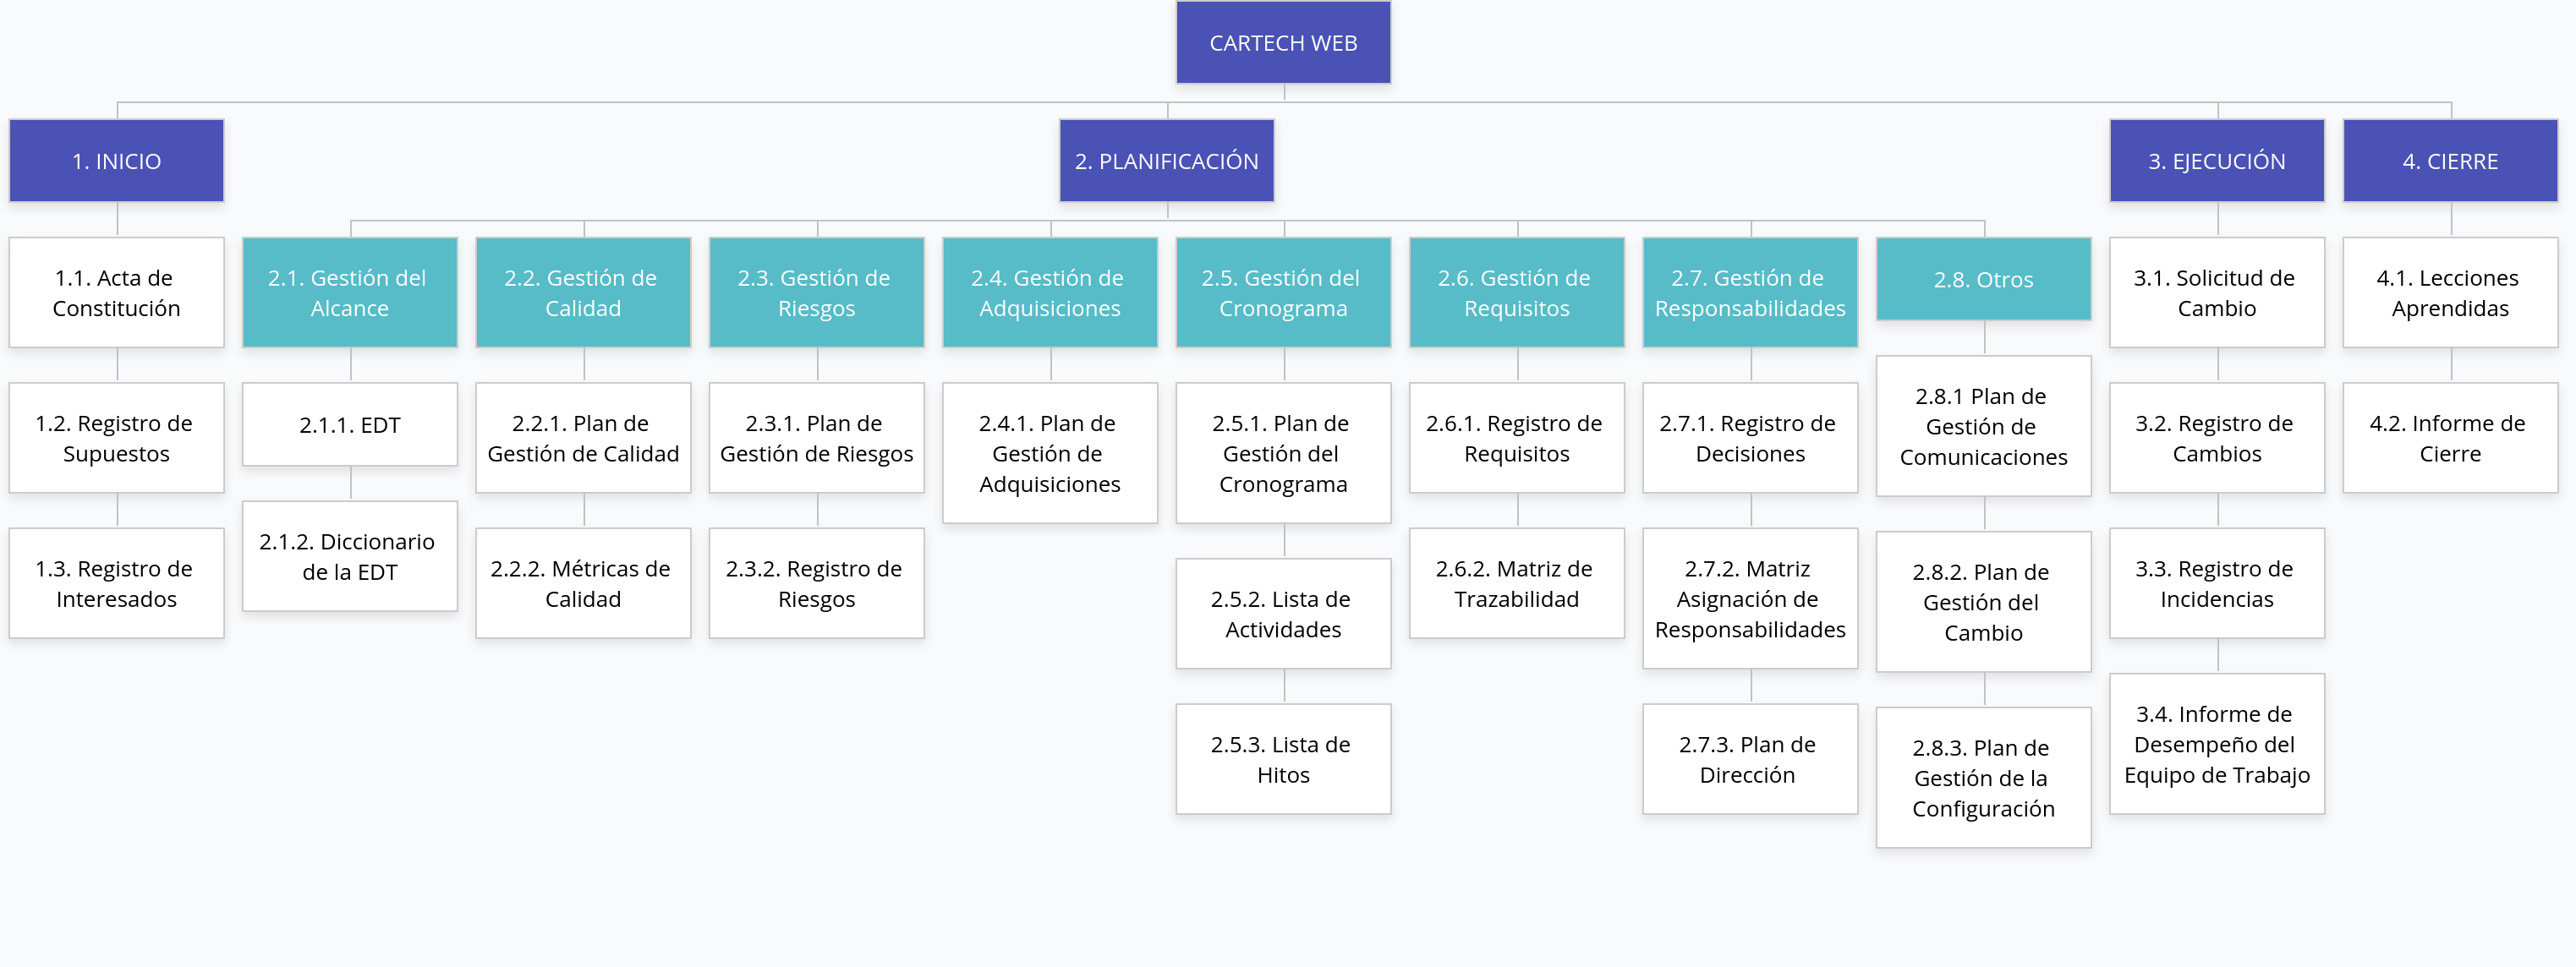 CARTECH WEB
1. INICIO
2. PLANIFICACIÓN
3. EJECUCIÓN
4. CIERRE
1.1. Acta de
Constitución
1.2. Registro de
Supuestos
1.3. Registro de
Interesados
2.1. Gestión del
Alcance
2.1.1. EDT
2.1.2. Diccionario
de la EDT
2.2. Gestión de
Calidad
2.2.1. Plan de
Gestión de Calidad
2.2.2. Métricas de
Calidad
2.3. Gestión de
Riesgos
2.3.1. Plan de
Gestión de Riesgos
2.3.2. Registro de
Riesgos
2.4. Gestión de
Adquisiciones
2.4.1. Plan de
Gestión de
Adquisiciones
2.5. Gestión del
Cronograma
2.5.1. Plan de
Gestión del
Cronograma
2.5.2. Lista de
Actividades
2.5.3. Lista de
Hitos
2.6. Gestión de
Requisitos
2.6.1. Registro de
Requisitos
2.6.2. Matriz de
Trazabilidad
2.7. Gestión de
Responsabilidades
2.7.1. Registro de
Decisiones
2.7.2. Matriz
Asignación de
Responsabilidades
2.7.3. Plan de
Dirección
2.8. Otros
2.8.1 Plan de
Gestión de
Comunicaciones
2.8.2. Plan de
Gestión del
Cambio
2.8.3. Plan de
Gestión de la
Configuración
3.1. Solicitud de
Cambio
3.2. Registro de
Cambios
3.3. Registro de
Incidencias
3.4. Informe de
Desempeño del
Equipo de Trabajo
4.1. Lecciones
Aprendidas
4.2. Informe de
Cierre